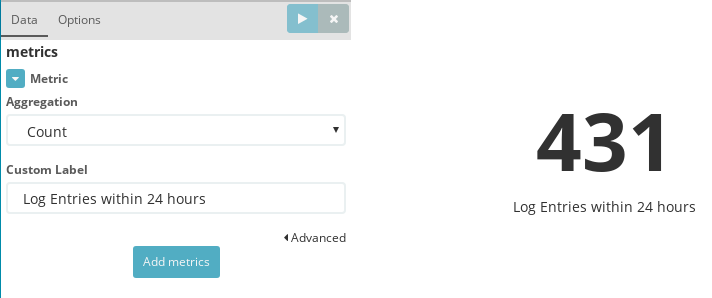 Data Options
metrics
Metric
Aggregation
Count
Custom Label
Log Entries within 24 hours
Advanced
Add metrics
431
Log Entries within 24 hours